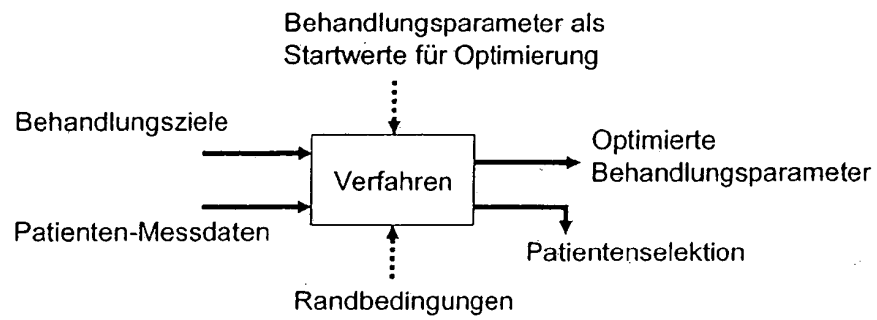 Behandlungsparameter als
Startwerte für Optimierung
Behandlungsziele
Optimierte
Behandlungsparameter
Verfahren
Patienten-Messdaten
Patientenselektion
Randbedingungen